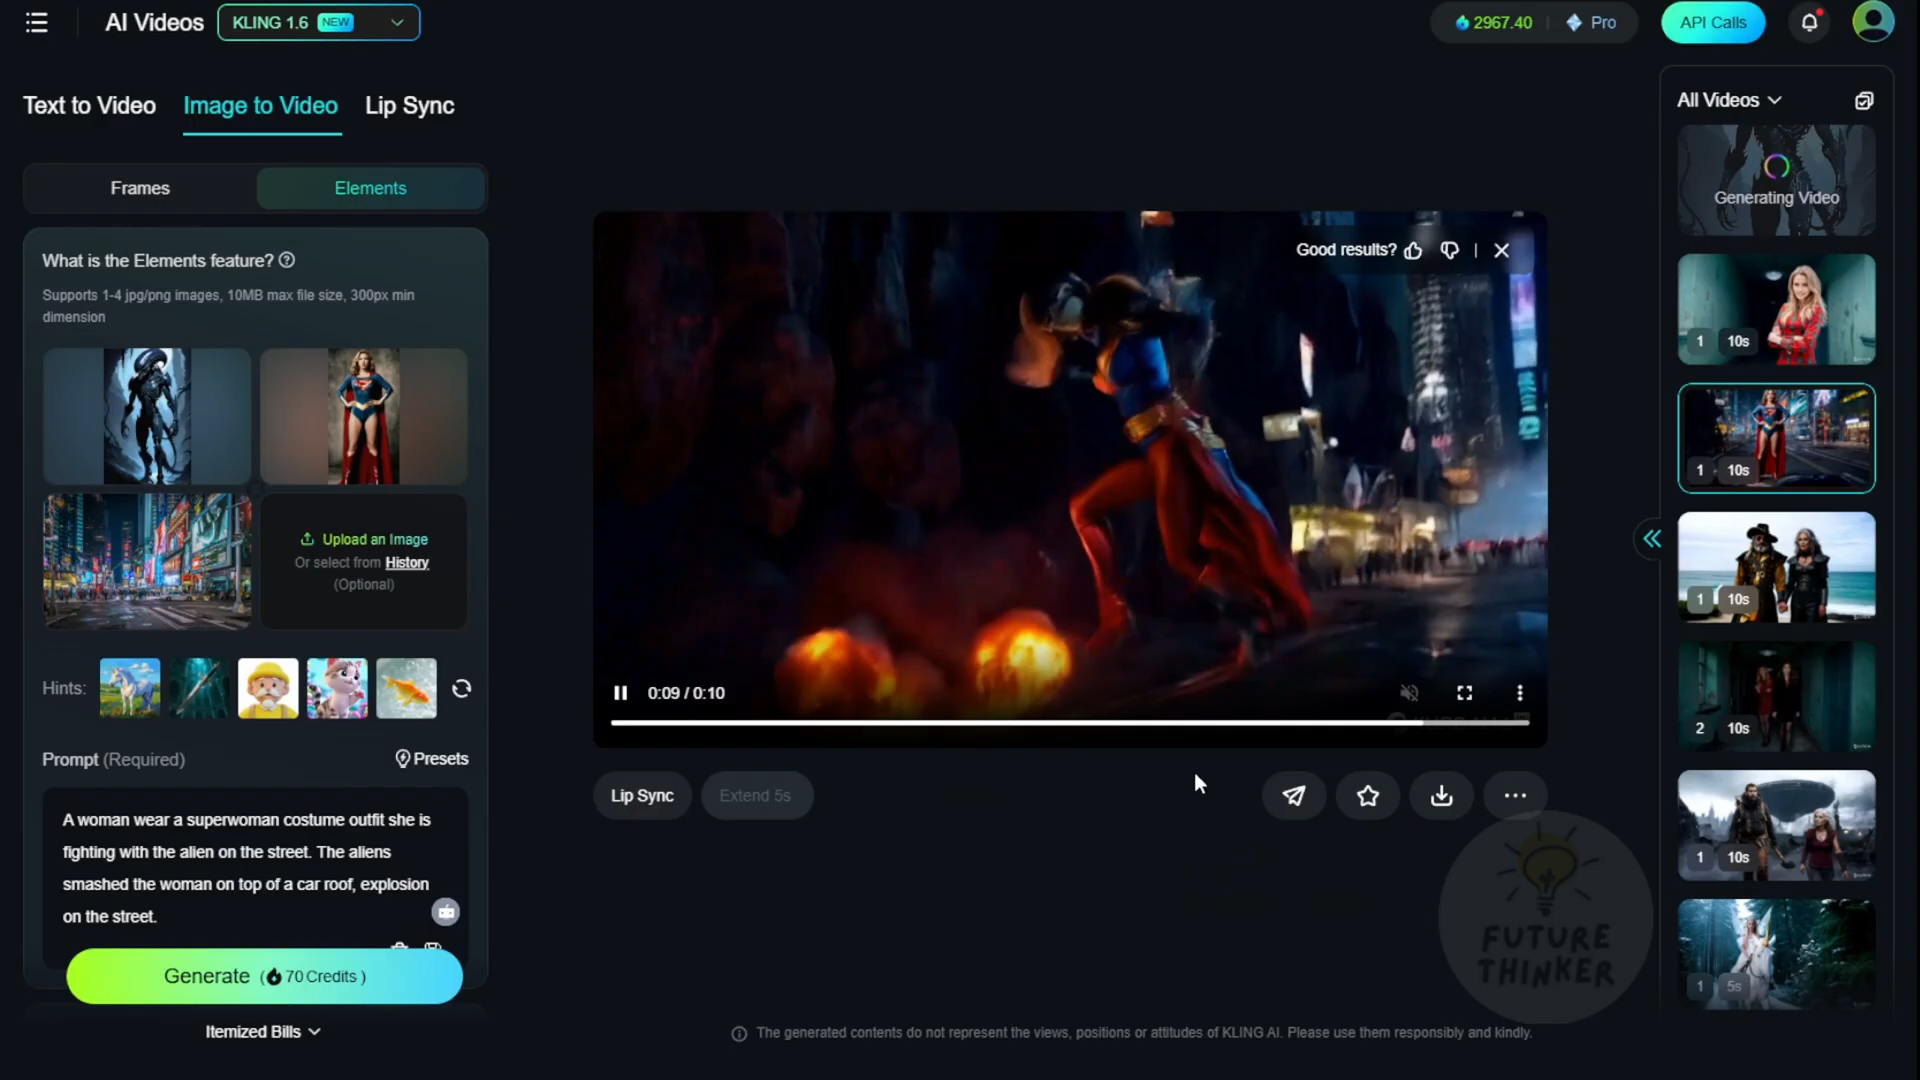 AI Videos
KLING 1.6 NEW
2967.40
Pro
API Calls
Text to Video
Image to Video
Lip Sync
Frames
Elements
What is the Elements feature?
Supports 1-4 jpg/png images, 10MB max file size, 300px min
dimension
Upload an Image
Or select from History
(Optional)
Hints:
Prompt (Required)
Presets
A woman wear a superwoman costume outfit she is
fighting with the alien on the street. The aliens
smashed the woman on top of a car roof, explosion
on the street.
Generate ( 70 Credits )
Itemized Bills
Good results?
0:09 / 0:10
Lip Sync
Extend 5s
FUTURE
THINKER
The generated contents do not represent the views, positions or attitudes of KLING AI. Please use them responsibly and kindly.
All Videos
Generating Video
1 10s
1 10s
1 10s
2 10s
1 10s
1 5s